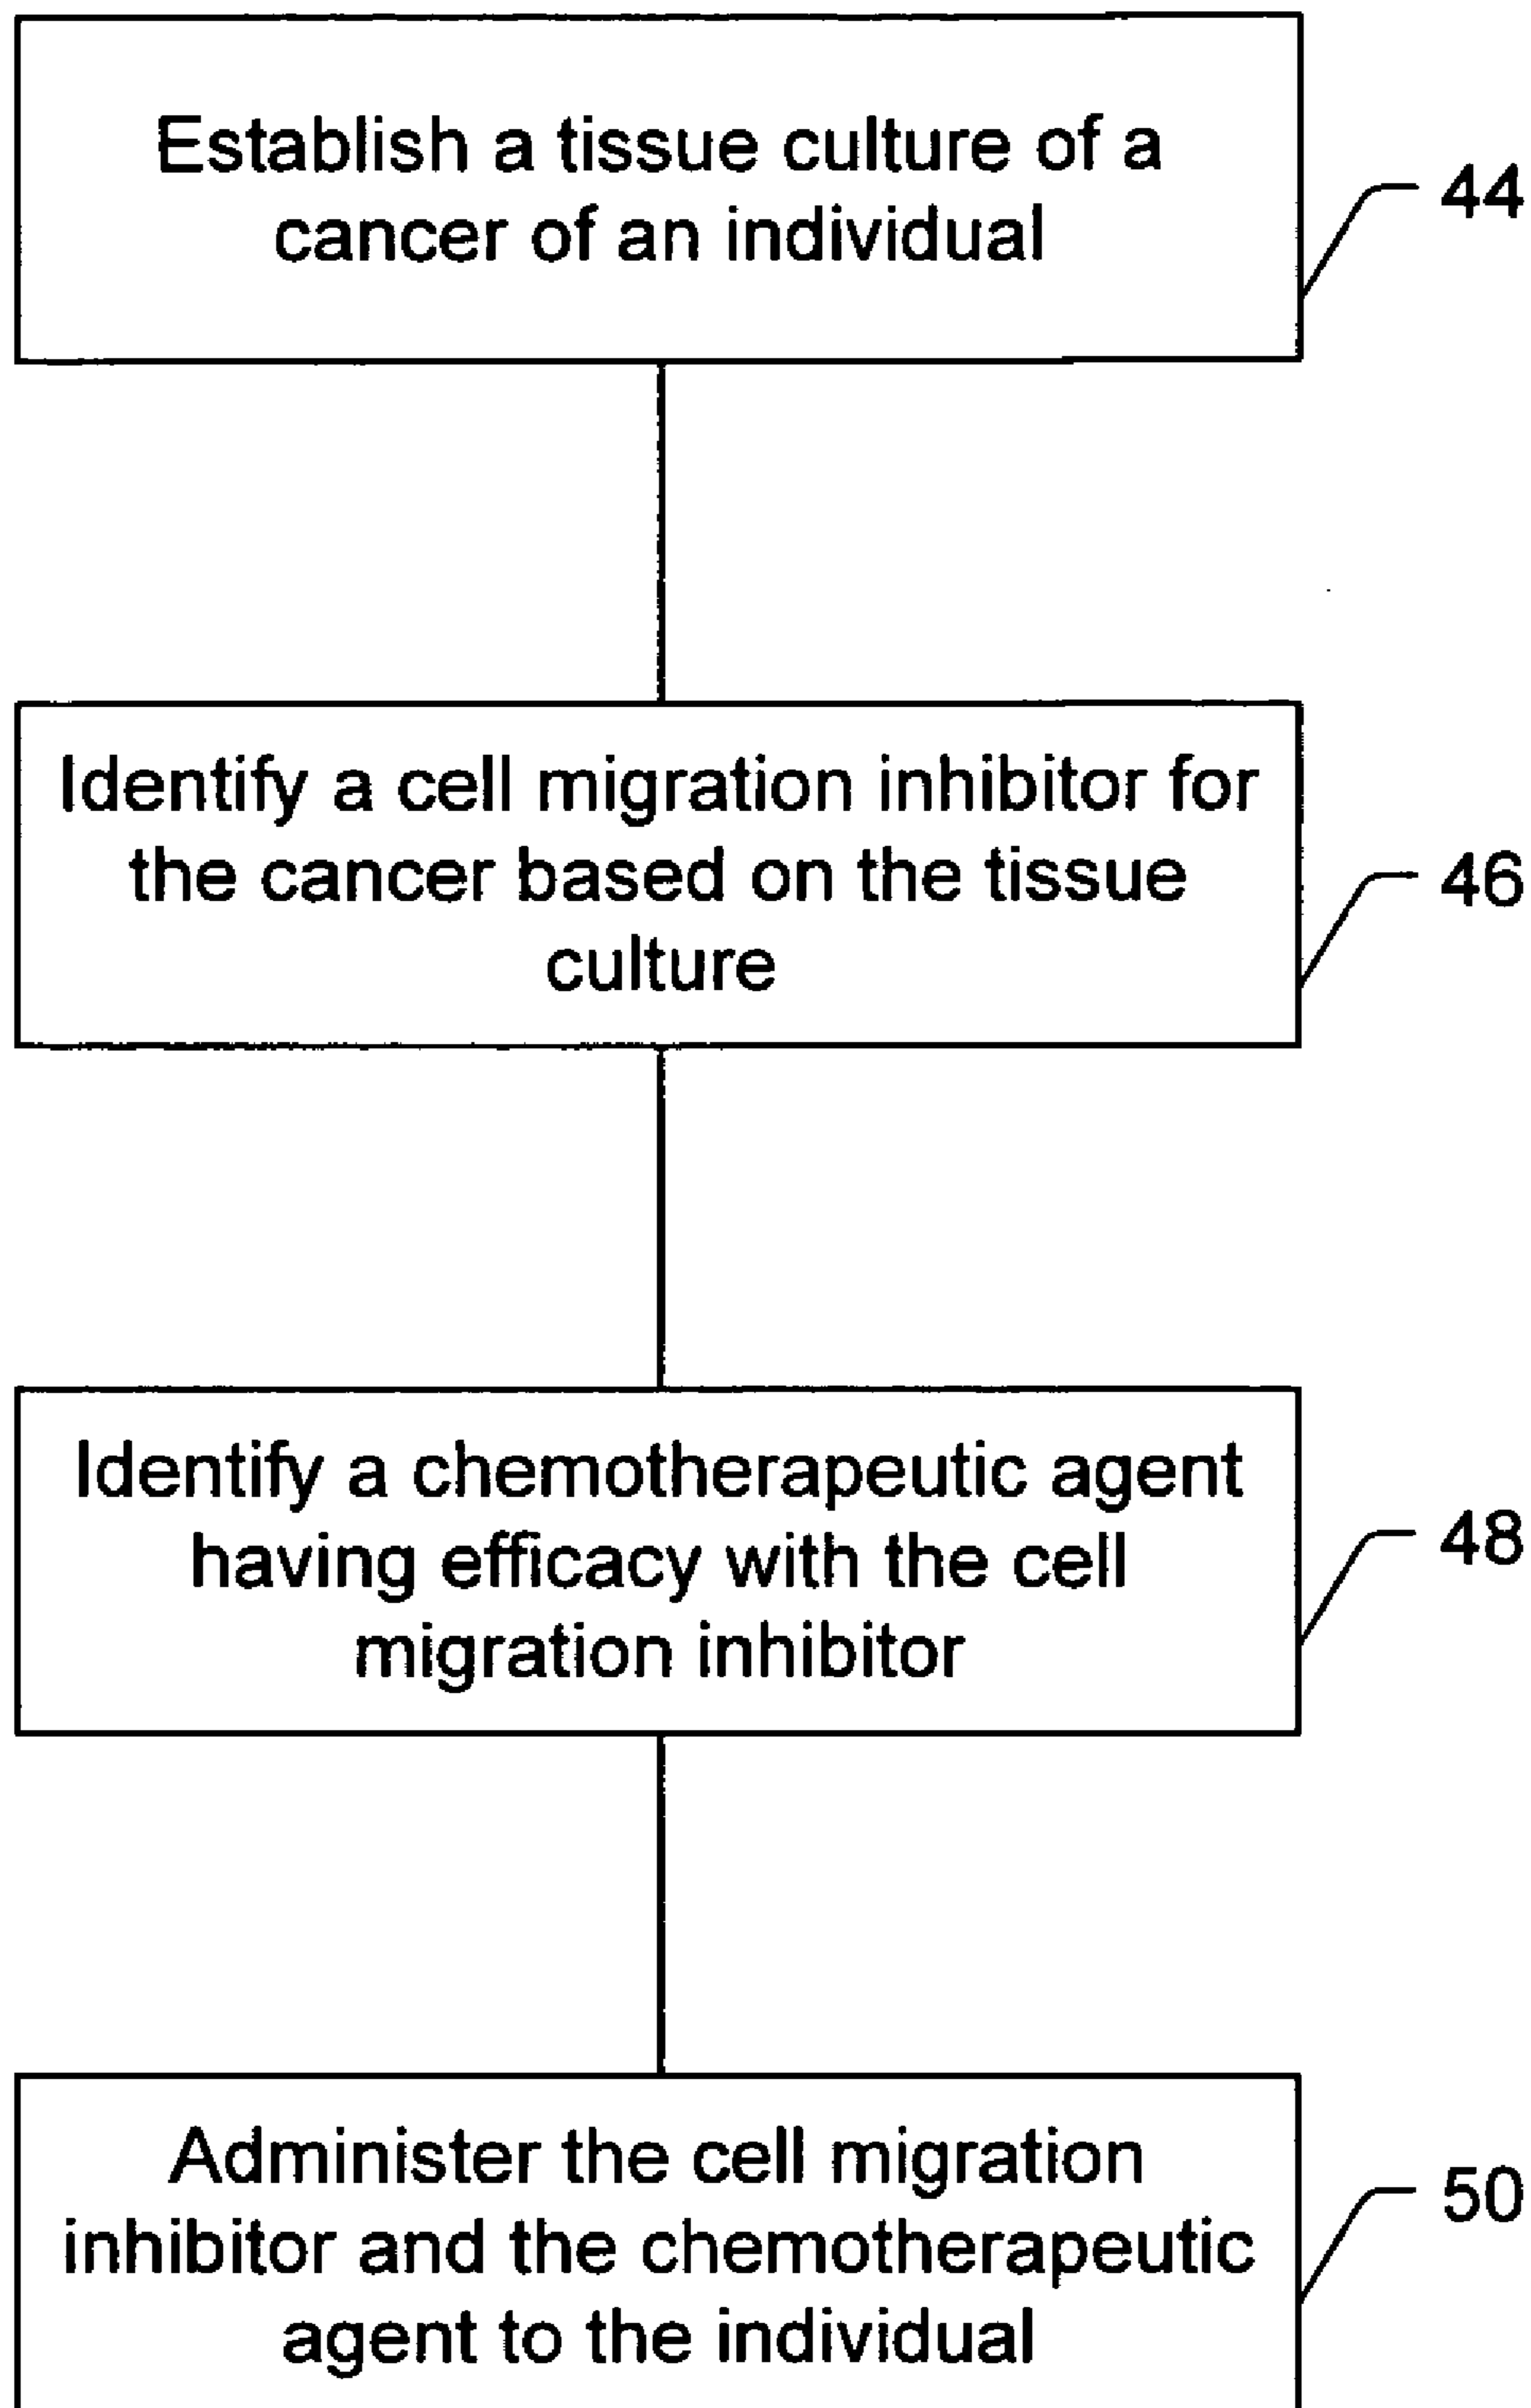 Establish a tissue culture of a
cancer of an individual
44
Identify a cell migration inhibitor for
the cancer based on the tissue
culture
46
Identify a chemotherapeutic agent
having efficacy with the cell
migration inhibitor
48
Administer the cell migration
inhibitor and the chemotherapeutic
agent to the individual
50